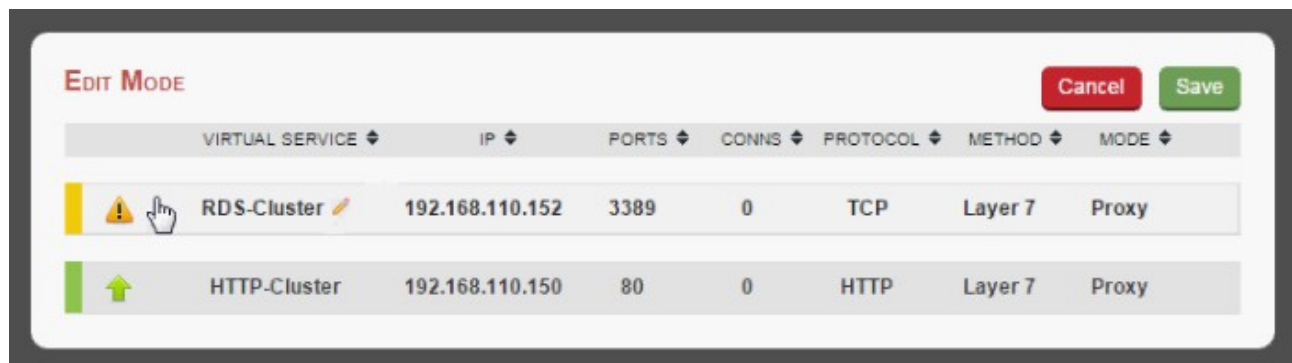 EDIT MODE
Cancel Save
VIRTUAL SERVICE IP PORTS CONNS PROTOCOL METHOD MODE
RDS-Cluster 192.168.110.152 3389 0 TCP Layer 7 Proxy
HTTP-Cluster 192.168.110.150 80 0 HTTP Layer 7 Proxy